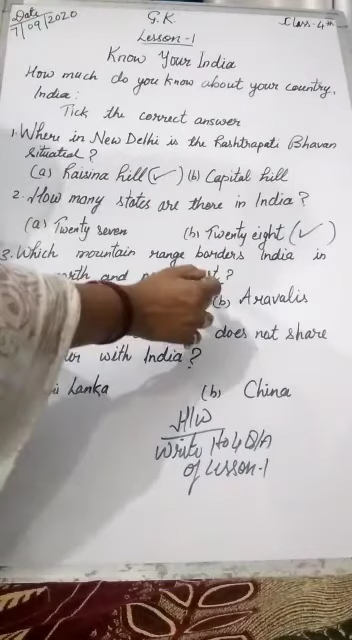 Date
7/09/2020
G.K
Class-4th
Lesson-1
Know Your India
How much do you know about your country,
India:
Tick the correct answer
1. Where in New Delhi is the Rashtrapati Bhavan
situated?
(a) Raisina hill (✓) (b) Capital hill
2. How many states are there in India?
(a) Twenty seven (b) Twenty eight (✓)
3. Which mountain range borders India in
and
(b) Aravalis
does not share
with India?
Lanka (b) China
H/W
Write 1 to 4 Q/A
of Lesson-1